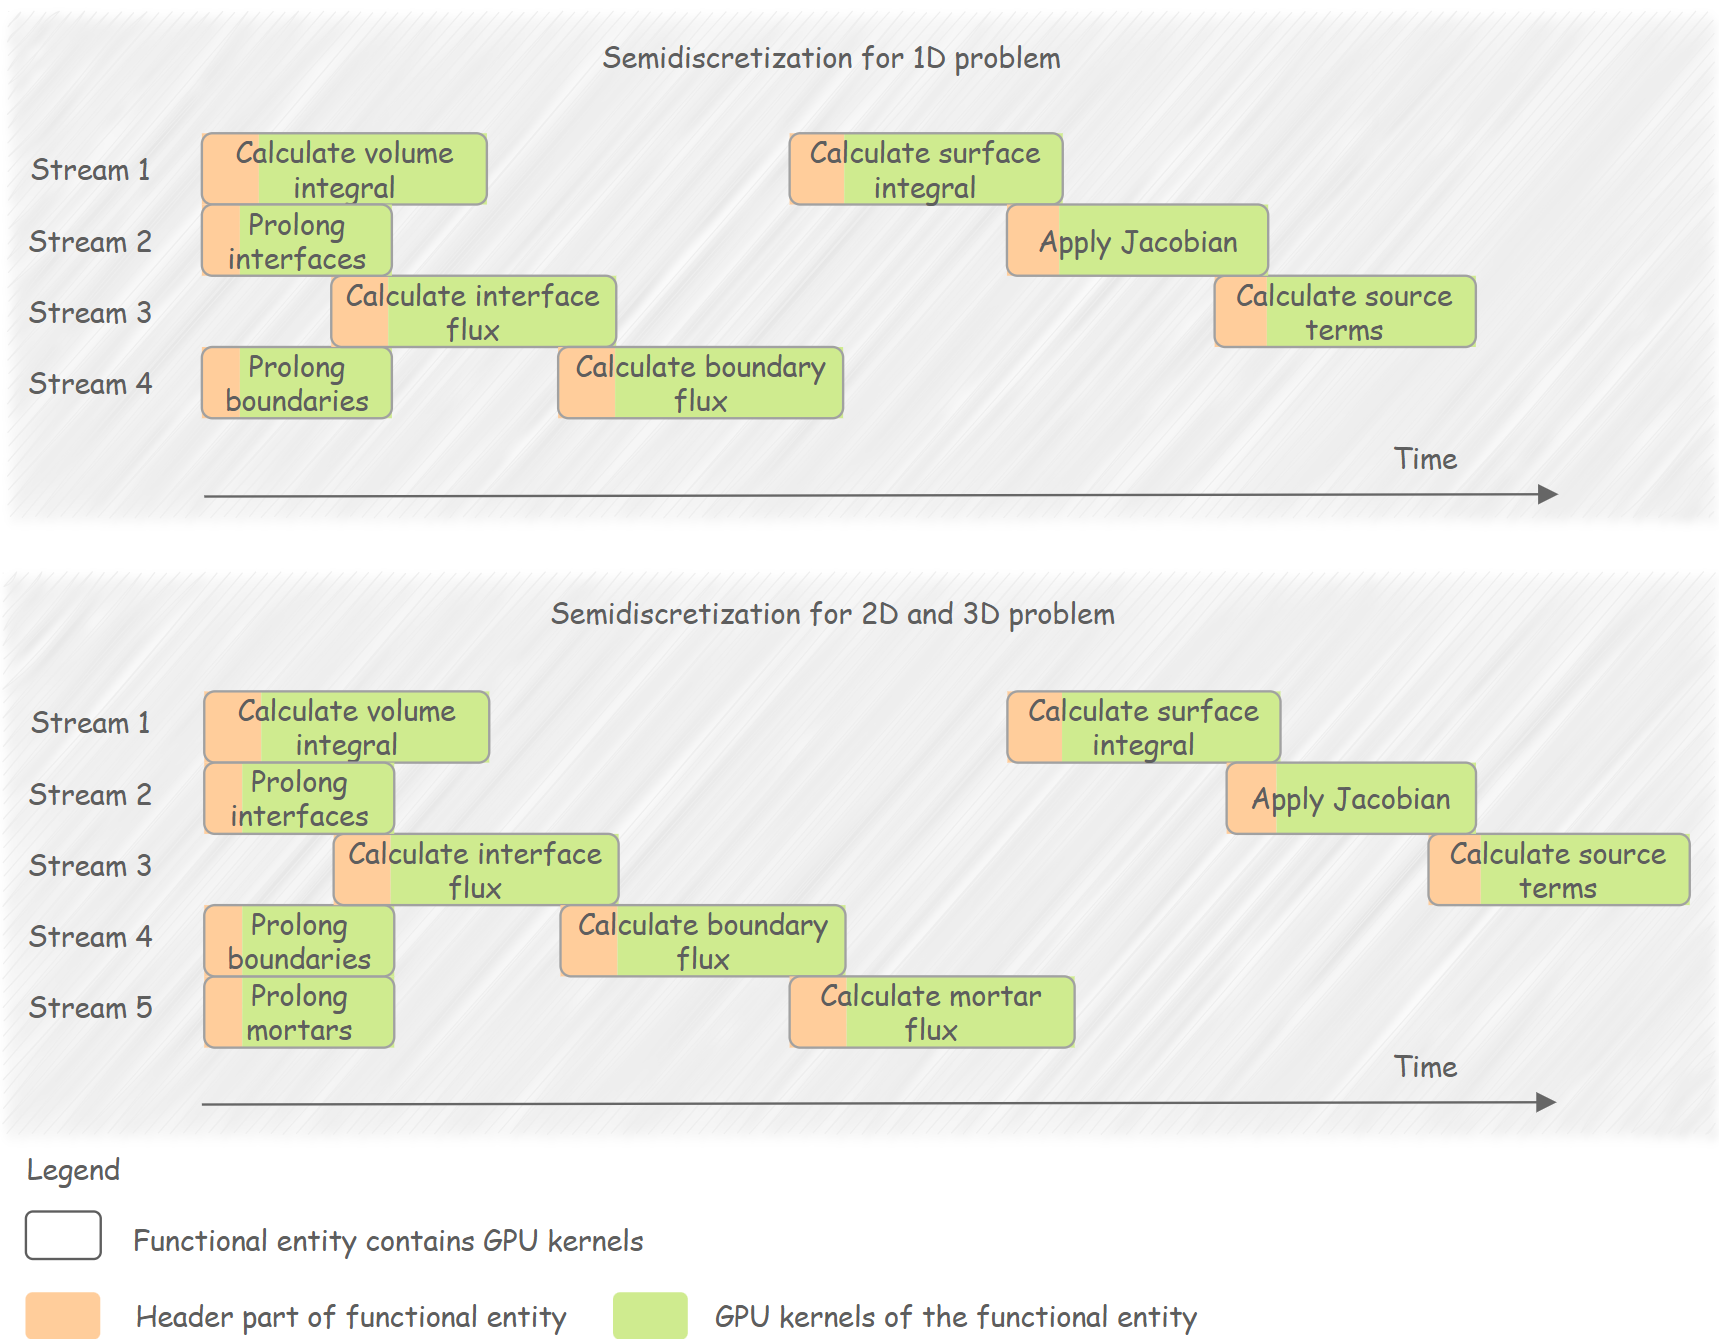 Semidiscretization for 1D problem
Stream 1
Calculate volume
integral
Calculate surface
integral
Stream 2
Prolong
interfaces
Apply Jacobian
Stream 3
Calculate interface
flux
Calculate source
terms
Stream 4
Prolong
boundaries
Calculate boundary
flux
Time
Semidiscretization for 2D and 3D problem
Stream 1
Calculate volume
integral
Calculate surface
integral
Stream 2
Prolong
interfaces
Apply Jacobian
Stream 3
Calculate interface
flux
Calculate source
terms
Stream 4
Prolong
boundaries
Calculate boundary
flux
Stream 5
Prolong
mortars
Calculate mortar
flux
Time
Legend
Functional entity contains GPU kernels
Header part of functional entity
GPU kernels of the functional entity